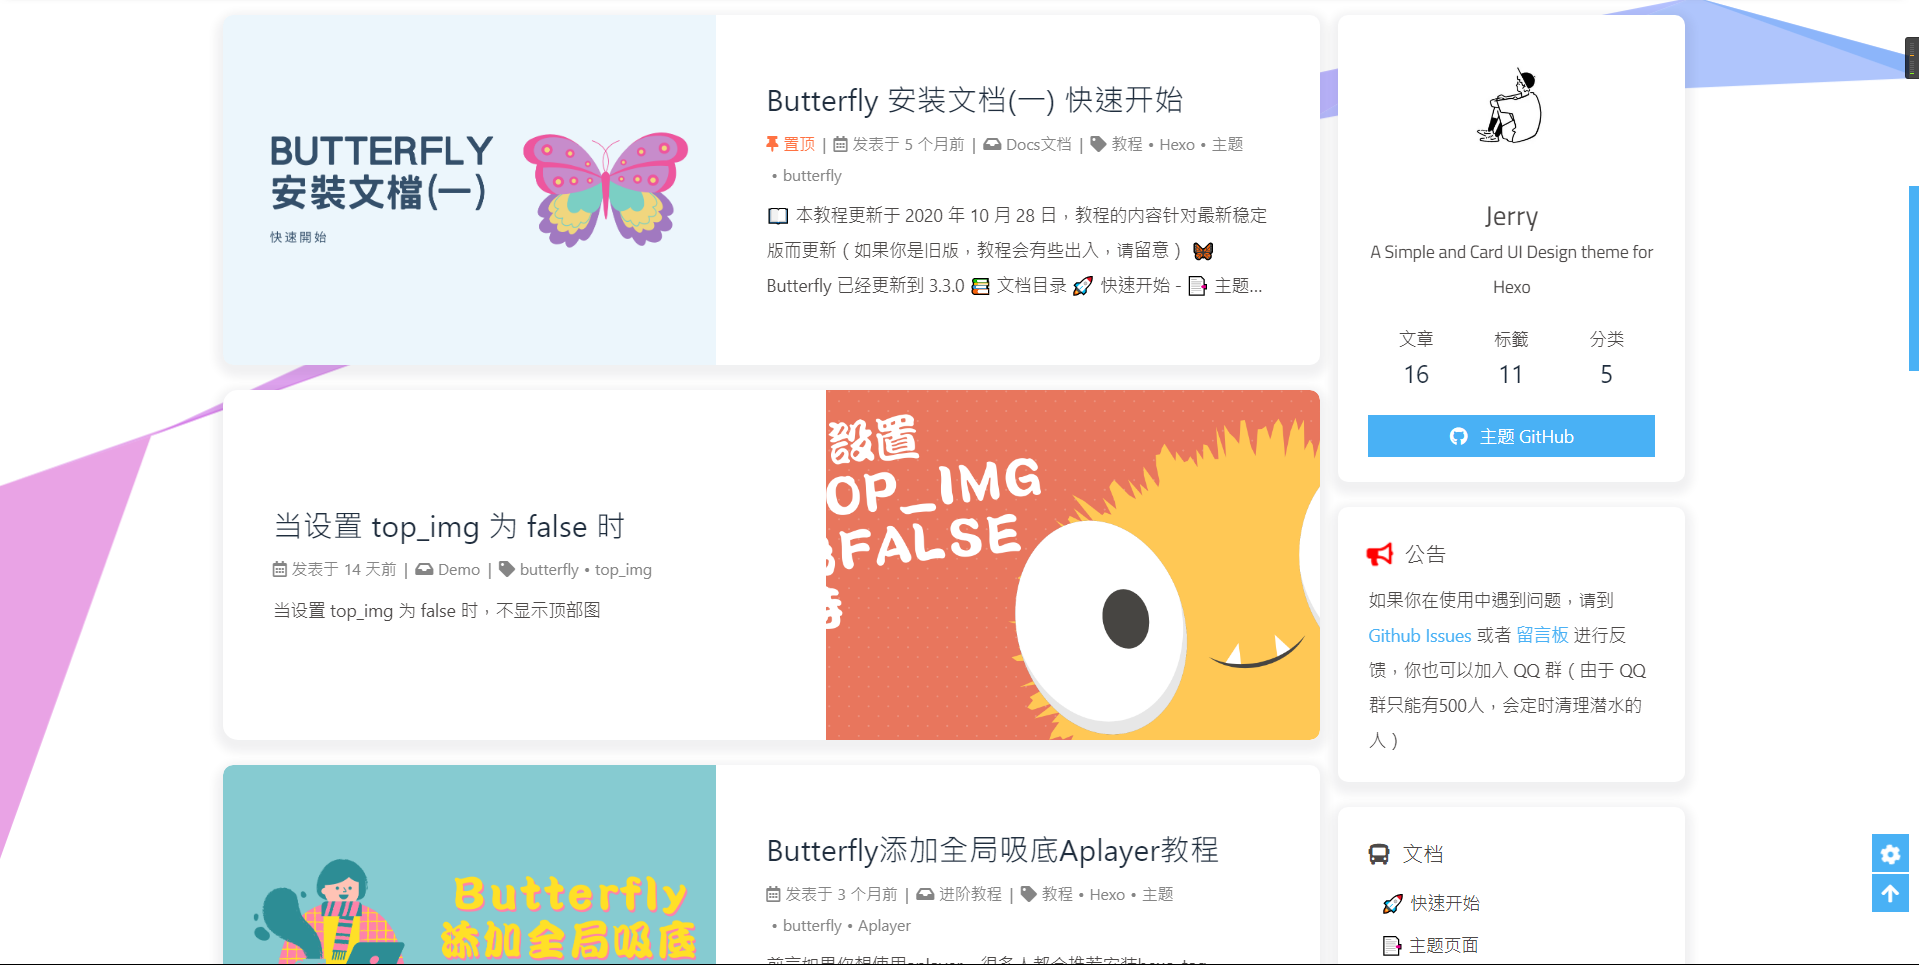 BUTTERFLY
安裝文檔(一)
快速開始
Butterfly 安装文档(一) 快速开始
置顶 | 发表于 5 个月前 | Docs文档 | 教程 • Hexo • 主题
• butterfly
📖 本教程更新于 2020 年 10 月 28 日，教程的内容针对最新稳定
版而更新（如果你是旧版，教程会有些出入，请留意）🦋
Butterfly 已经更新到 3.3.0 📚 文档目录 🚀 快速开始 - 📑 主题...
当设置 top_img 为 false 时
发表于 14 天前 | Demo | butterfly • top_img
当设置 top_img 为 false 时，不显示顶部图
設置
OP_IMG
FALSE
Butterfly
添加全局吸底
Butterfly添加全局吸底Aplayer教程
发表于 3 个月前 | 进阶教程 | 教程 • Hexo • 主题
• butterfly • Aplayer
Jerry
A Simple and Card UI Design theme for
Hexo
文章 标籤 分类
16 11 5
主题 GitHub
公告
如果你在使用中遇到问题，请到
Github Issues 或者 留言板 进行反
馈，你也可以加入 QQ 群（由于 QQ
群只能有500人，会定时清理潜水的
人）
文档
🚀 快速开始
📑 主题页面